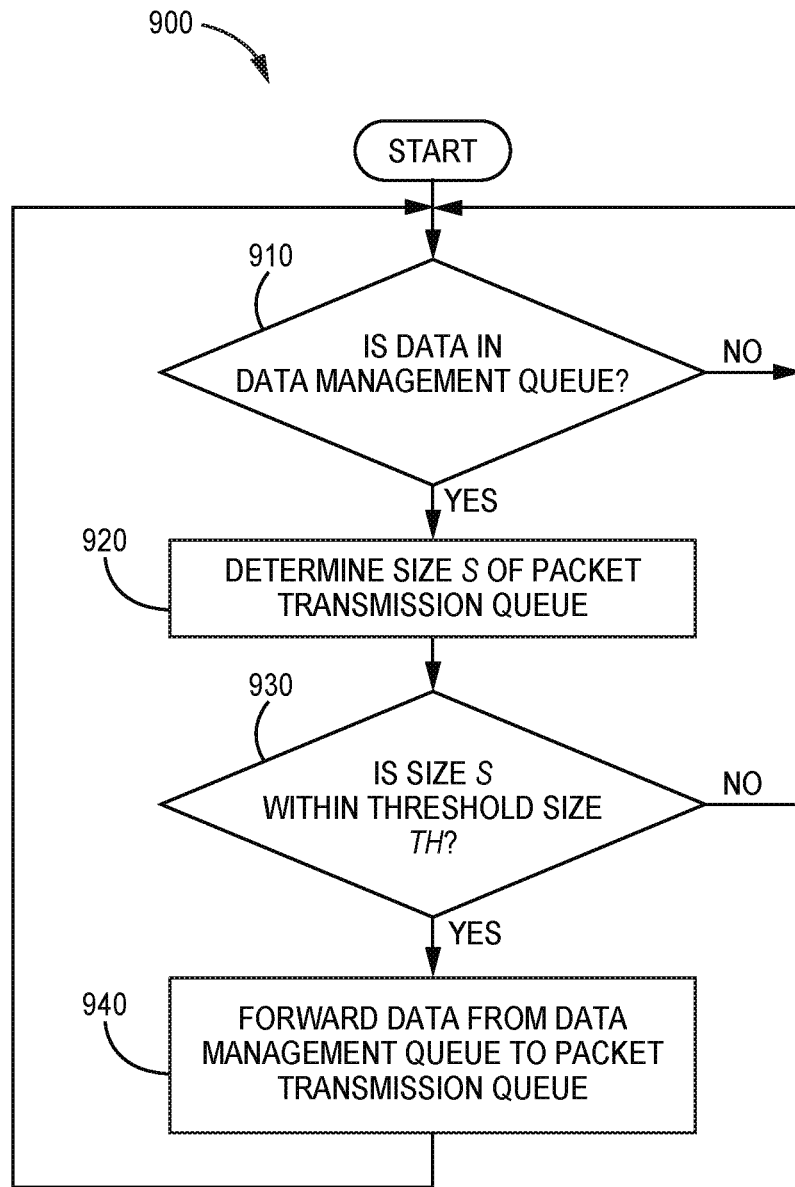 900
START
910
IS DATA IN
DATA MANAGEMENT QUEUE?
NO
YES
920
DETERMINE SIZE S OF PACKET
TRANSMISSION QUEUE
930
IS SIZE S
WITHIN THRESHOLD SIZE
TH?
NO
YES
940
FORWARD DATA FROM DATA
MANAGEMENT QUEUE TO PACKET
TRANSMISSION QUEUE